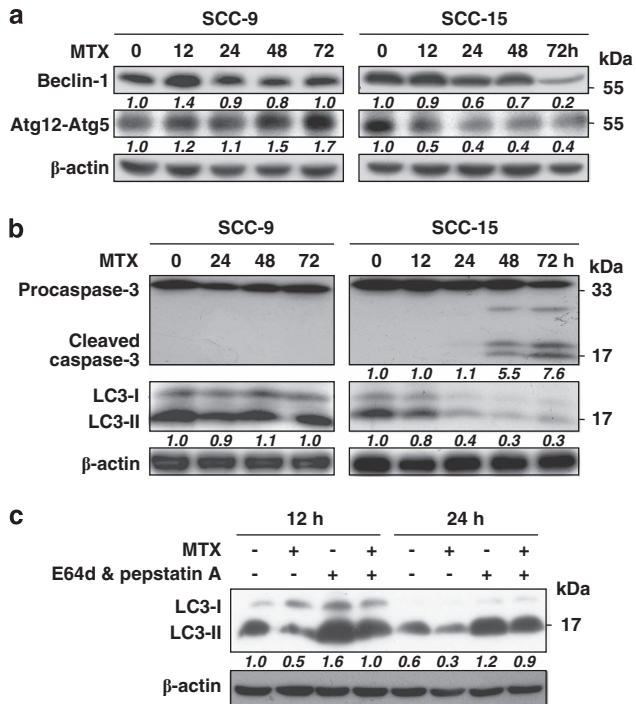 a
SCC-9 SCC-15
MTX 0 12 24 48 72 0 12 24 48 72h kDa
Beclin-1 55
1.0 1.4 0.9 0.8 1.0 1.0 0.9 0.6 0.7 0.2
Atg12-Atg5 55
1.0 1.2 1.1 1.5 1.7 1.0 0.5 0.4 0.4 0.4
β-actin
b
SCC-9 SCC-15
MTX 0 24 48 72 0 12 24 48 72 h kDa
Procaspase-3 33
Cleaved
caspase-3 17
1.0 1.0 1.1 5.5 7.6
LC3-I
LC3-II 17
1.0 0.9 1.1 1.0 1.0 0.8 0.4 0.3 0.3
β-actin
c
12 h 24 h
MTX - + - + - + - +
E64d & pepstatin A - - + + - - + +
kDa
LC3-I
LC3-II 17
1.0 0.5 1.6 1.0 0.6 0.3 1.2 0.9
β-actin